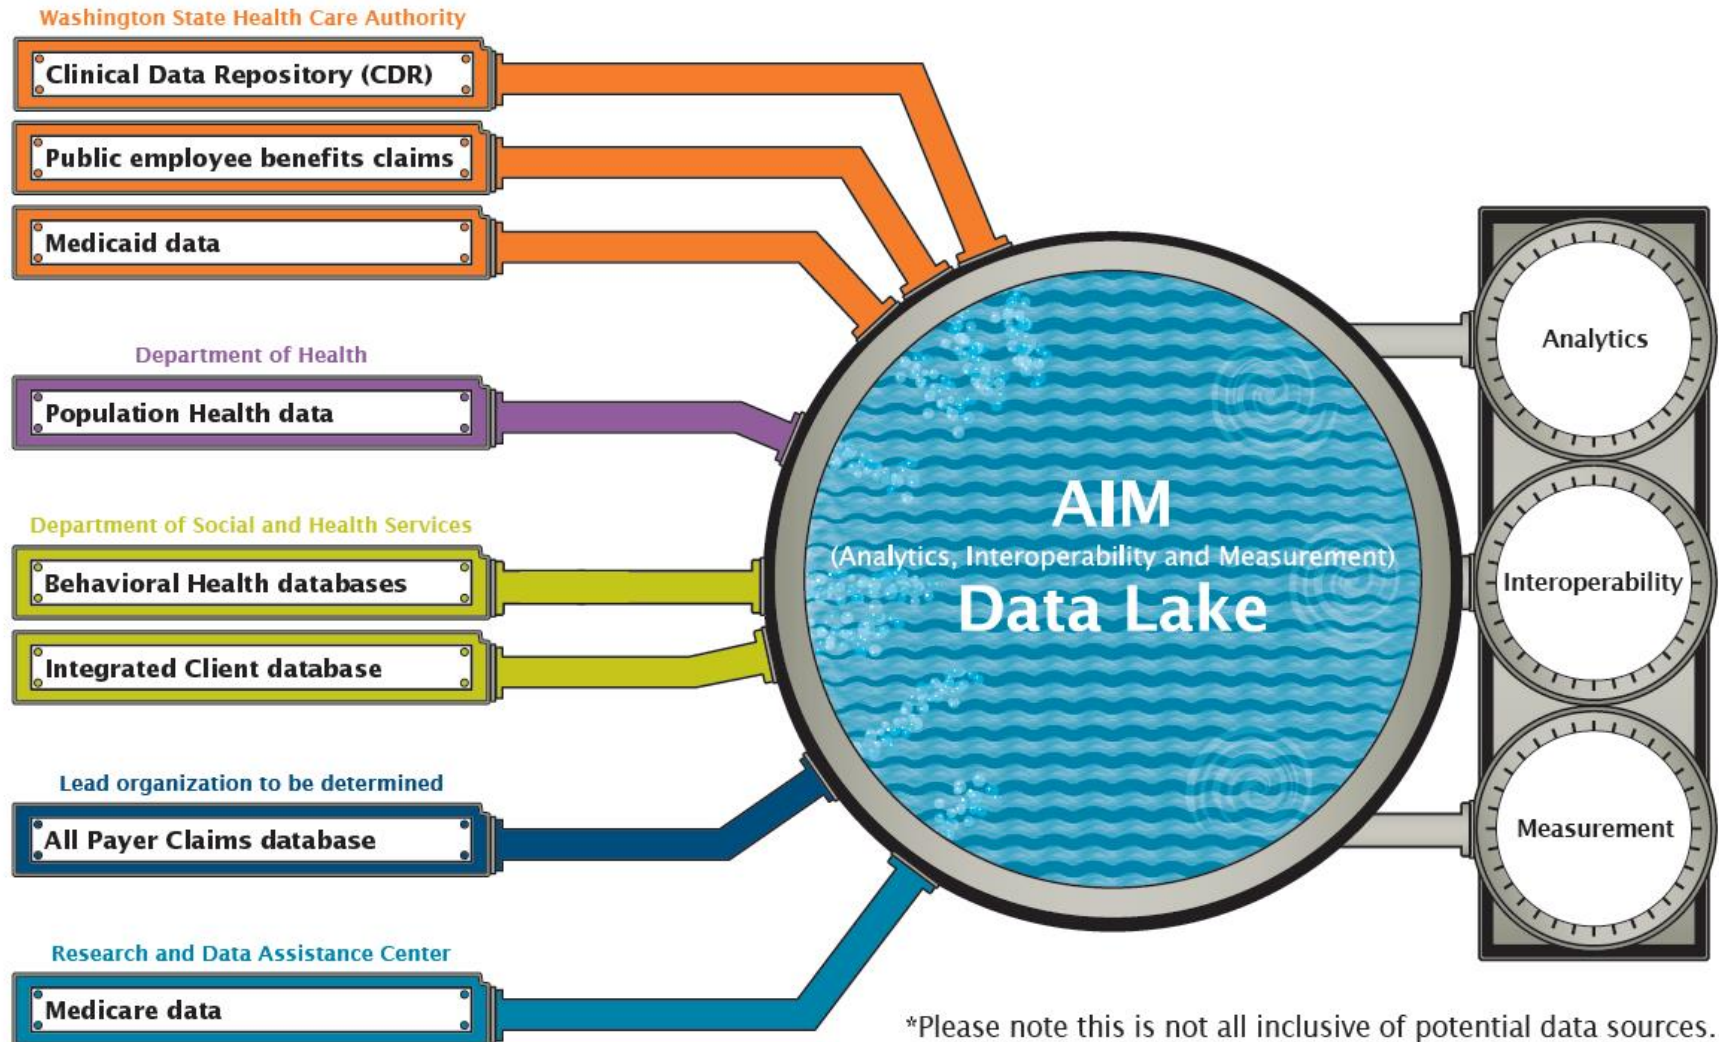 Washington State Health Care Authority
Clinical Data Repository (CDR)
Public employee benefits claims
Medicaid data
Department of Health
Population Health data
Department of Social and Health Services
Behavioral Health databases
Integrated Client database
Lead organization to be determined
All Payer Claims database
Research and Data Assistance Center
Medicare data
AIM
(Analytics, Interoperability and Measurement)
Data Lake
Analytics
Interoperability
Measurement
*Please note this is not all inclusive of potential data sources.